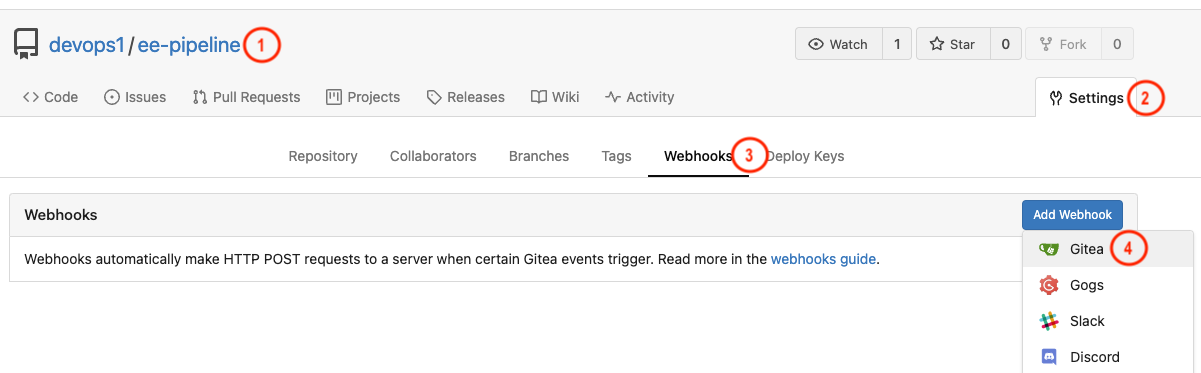 devops1 / ee-pipeline 1
Watch 1 Star 0 Fork 0
Code Issues Pull Requests Projects Releases Wiki Activity Settings 2
Repository Collaborators Branches Tags Webhooks 3 Deploy Keys
Webhooks Add Webhook
Webhooks automatically make HTTP POST requests to a server when certain Gitea events trigger. Read more in the webhooks guide.
Gitea 4
Gogs
Slack
Discord